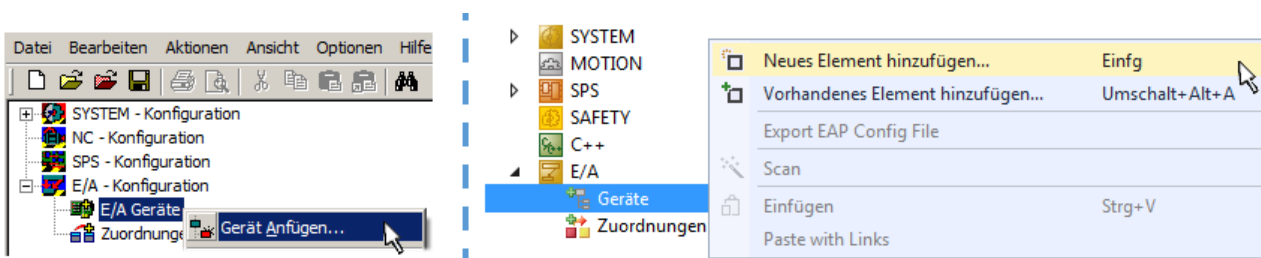 Datei Bearbeiten Aktionen Ansicht Optionen Hilfe
SYSTEM - Konfiguration
NC - Konfiguration
SPS - Konfiguration
E/A - Konfiguration
E/A Geräte
Gerät Anfügen...
Zuordnunge
SYSTEM
MOTION
SPS
SAFETY
C++
E/A
Geräte
Zuordnungen
Neues Element hinzufügen... Einfg
Vorhandenes Element hinzufügen... Umschalt+Alt+A
Export EAP Config File
Scan
Einfügen Strg+V
Paste with Links